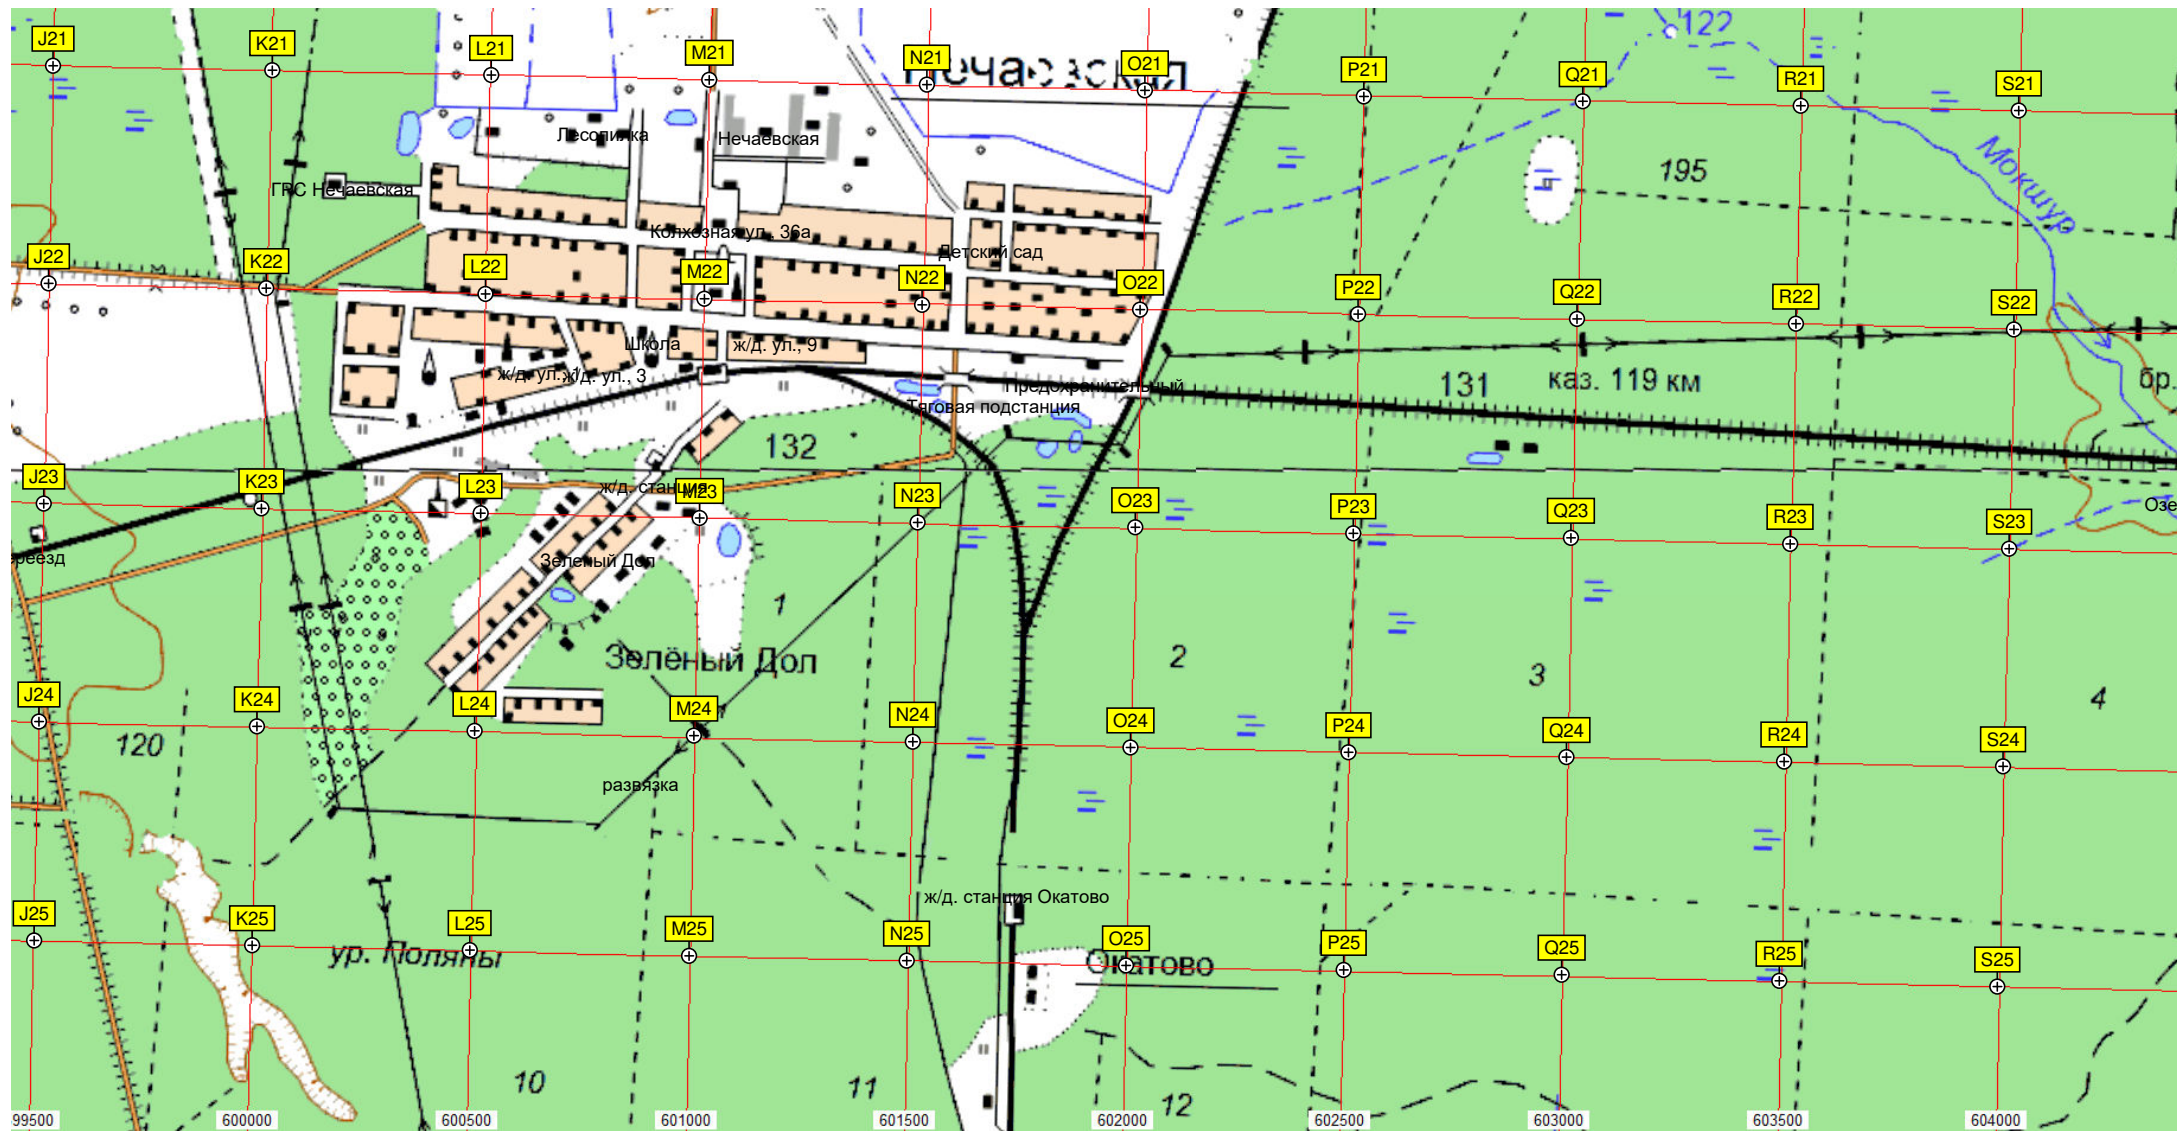 J21 K21 L21 M21 N21 O21 P21 Q21 R21 S21
122
Лесопилка
Нечаевская
195
Мокшур
ГРС Нечаевская
Колхозная ул., 36а
Детский сад
J22 K22 L22 M22 N22 O22 P22 Q22 R22 S22
Школа
ж/д. ул., 9
ж/д. ул., 3
Предохранительный
Тяговая подстанция
131
каз. 119 км
бр.
132
J23 K23 L23 M23 N23 O23 P23 Q23 R23 S23
ж/д. станция
Озе
реезд
Зеленый Дол
1
2
3
4
Зелёный Дол
J24 K24 L24 M24 N24 O24 P24 Q24 R24 S24
120
развязка
ж/д. станция Окатово
J25 K25 L25 M25 N25 O25 P25 Q25 R25 S25
ур. Поляны
Окатово
10
11
12
99500 600000 600500 601000 601500 602000 602500 603000 603500 604000